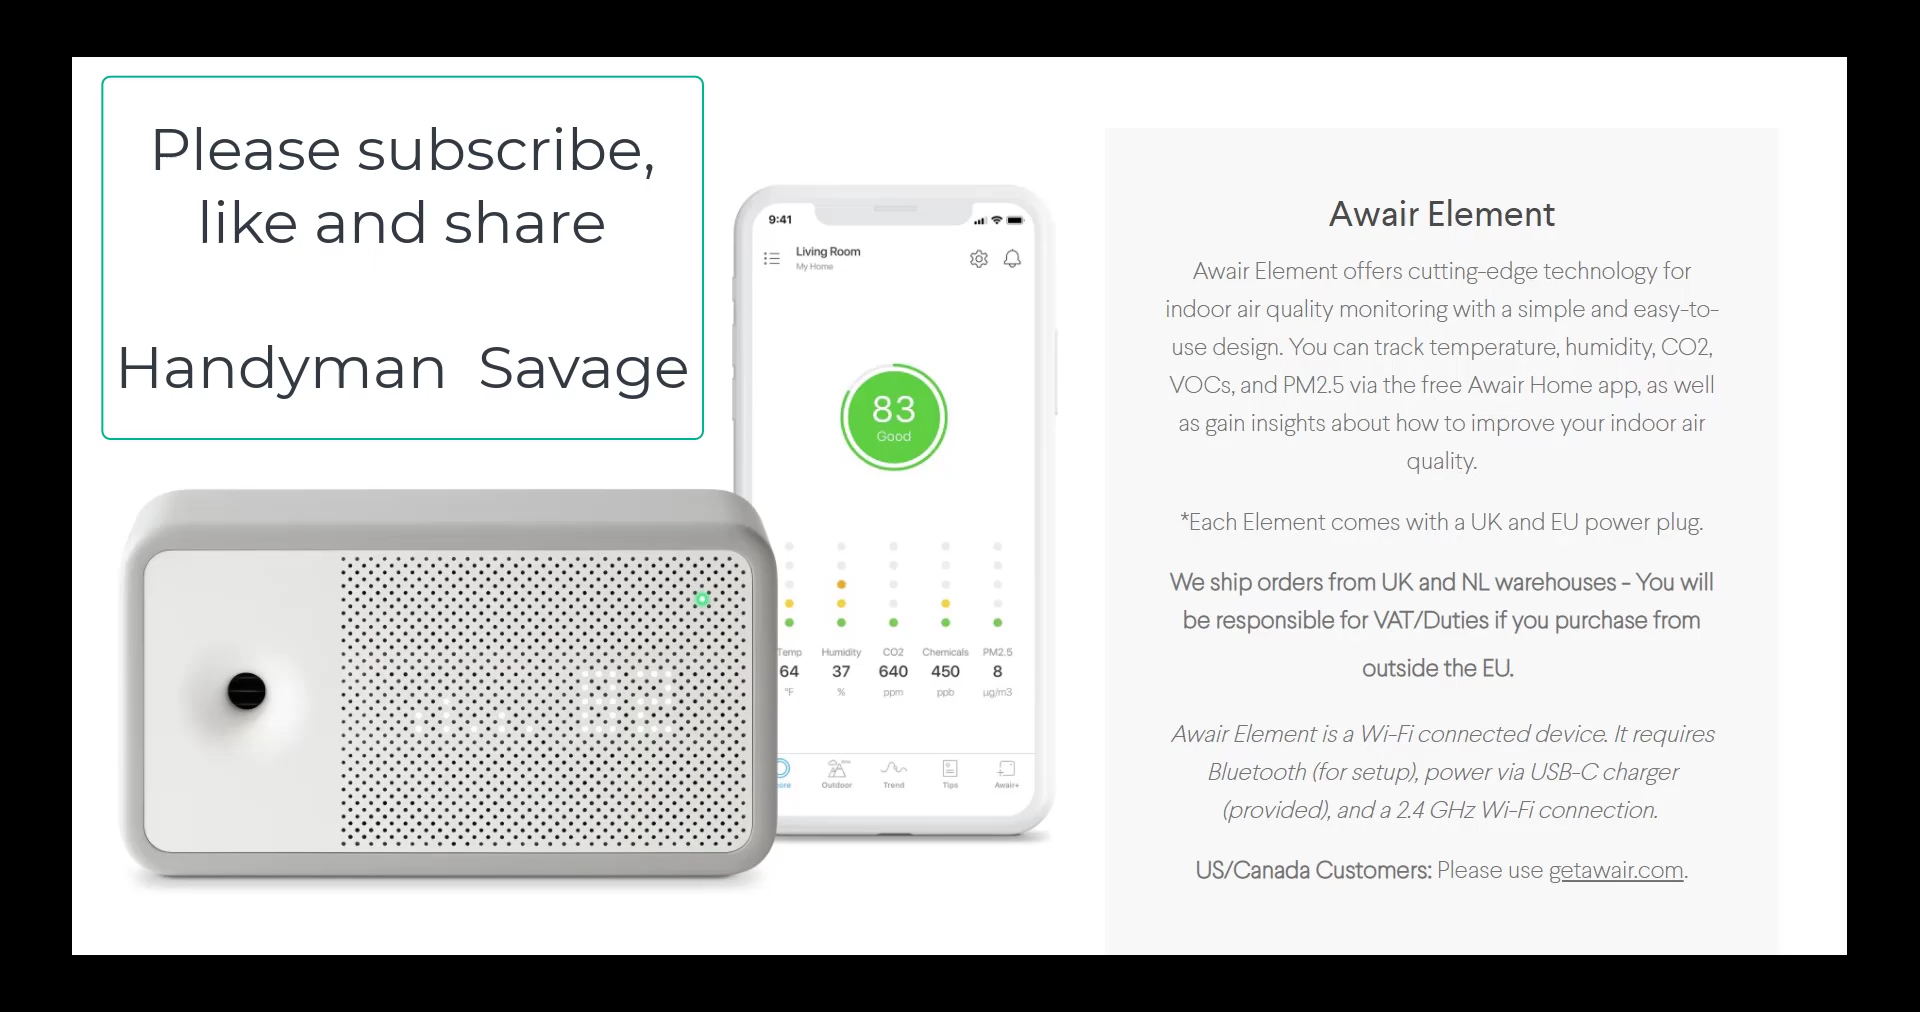 Please subscribe,
like and share
Handyman Savage
9:41
Living Room
My Home
83
Good
Temp Humidity CO2 Chemicals PM2.5
64 37 640 450 8
°F % ppm ppb µg/m3
Outdoor Trend Tips Awair+
Awair Element
Awair Element offers cutting-edge technology for
indoor air quality monitoring with a simple and easy-to-
use design. You can track temperature, humidity, CO2,
VOCs, and PM2.5 via the free Awair Home app, as well
as gain insights about how to improve your indoor air
quality.
*Each Element comes with a UK and EU power plug.
We ship orders from UK and NL warehouses - You will
be responsible for VAT/Duties if you purchase from
outside the EU.
Awair Element is a Wi-Fi connected device. It requires
Bluetooth (for setup), power via USB-C charger
(provided), and a 2.4 GHz Wi-Fi connection.
US/Canada Customers: Please use getawair.com.